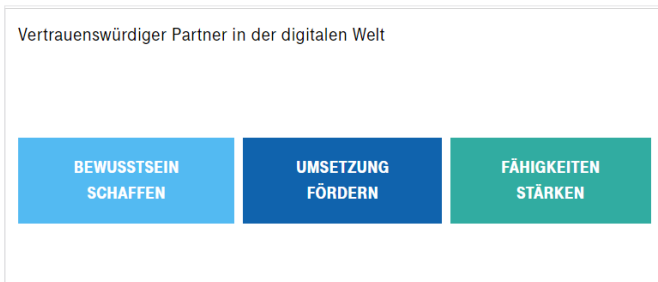 Vertrauenswürdiger Partner in der digitalen Welt
BEWUSSTSEIN
SCHAFFEN
UMSETZUNG
FÖRDERN
FÄHIGKEITEN
STÄRKEN